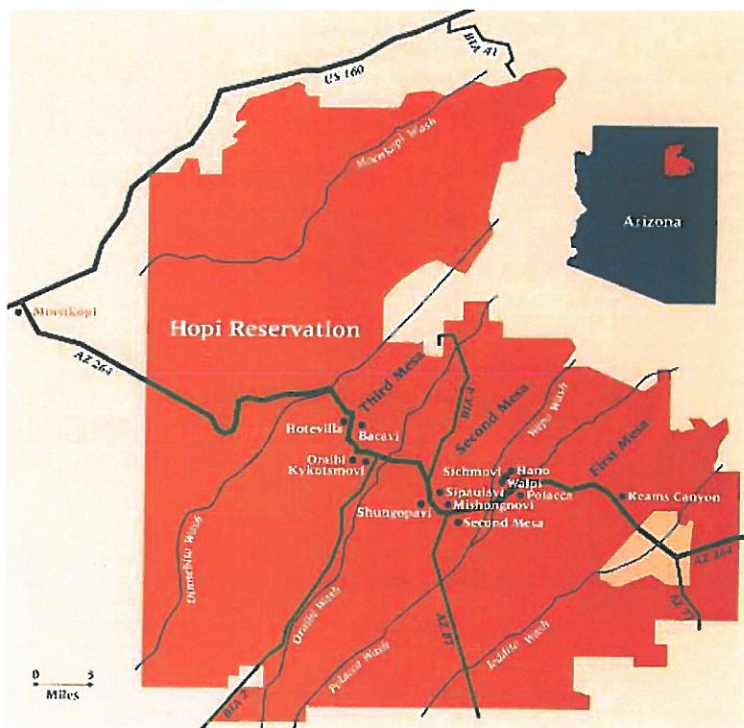 BIA 41
US 160
Moenkopi Wash
Arizona
Moenkopi
Hopi Reservation
AZ 264
Third Mesa
BIA 4
Second Mesa
Wepo Wash
First Mesa
Hotevilla
Bacavi
Oraibi
Kykotsmovi
Sichmovi
Hano
Walpi
Polacca
Keams Canyon
Sipaulavi
Mishongnovi
Shungopavi
Second Mesa
Dinnebito Wash
Oraibi Wash
AZ 87
AZ 264
AZ 77
Polacca Wash
Jeddito Wash
BIA 2
0 5
Miles